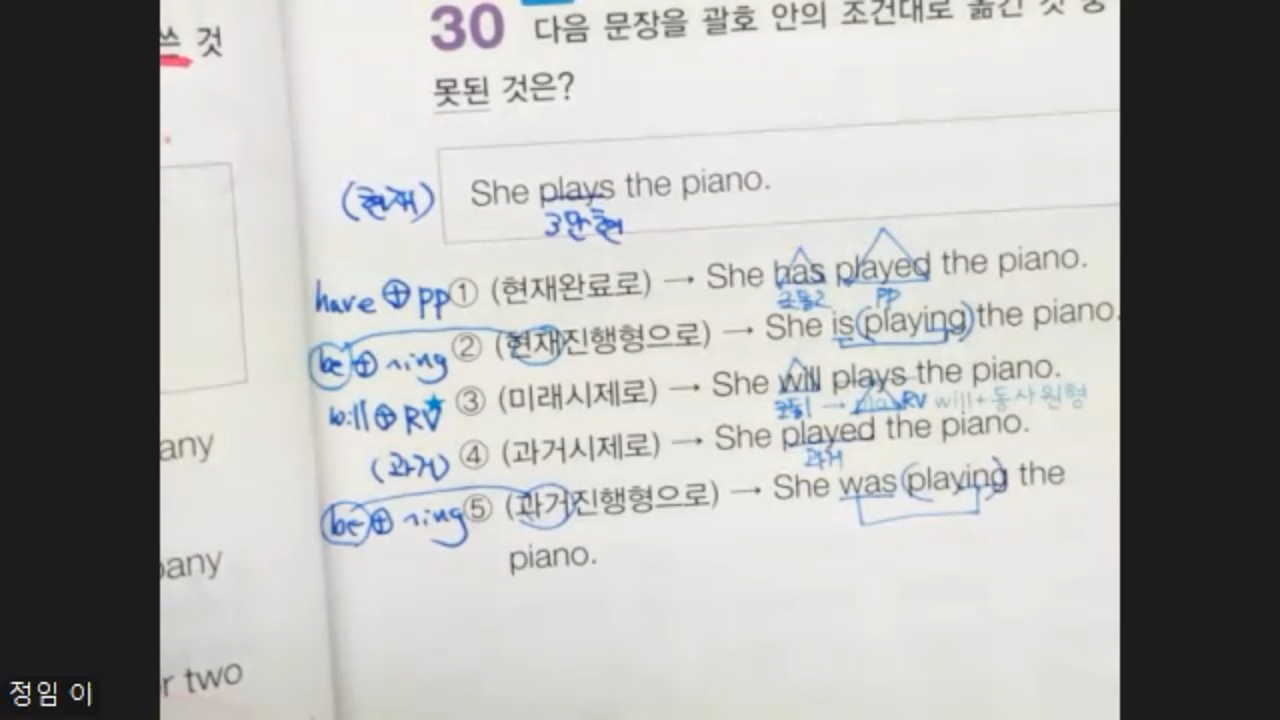 쓰 것
30 다음 문장을 괄호 안의 조건대로 옮긴 것 중
못된 것은?
(현재) She plays the piano.
3단현
have ⊕ pp ① (현재완료로) → She has played the piano.
조동2 pp
be ⊕ ~ing ② (현재진행형으로) → She is (playing) the piano.
will ⊕ RV ③ (미래시제로) → She will plays the piano.
조동1 → RV will+동사원형
(과거) ④ (과거시제로) → She played the piano.
과거
be ⊕ ~ing ⑤ (과거진행형으로) → She was (playing) the
piano.
any
pany
r two
정임 이